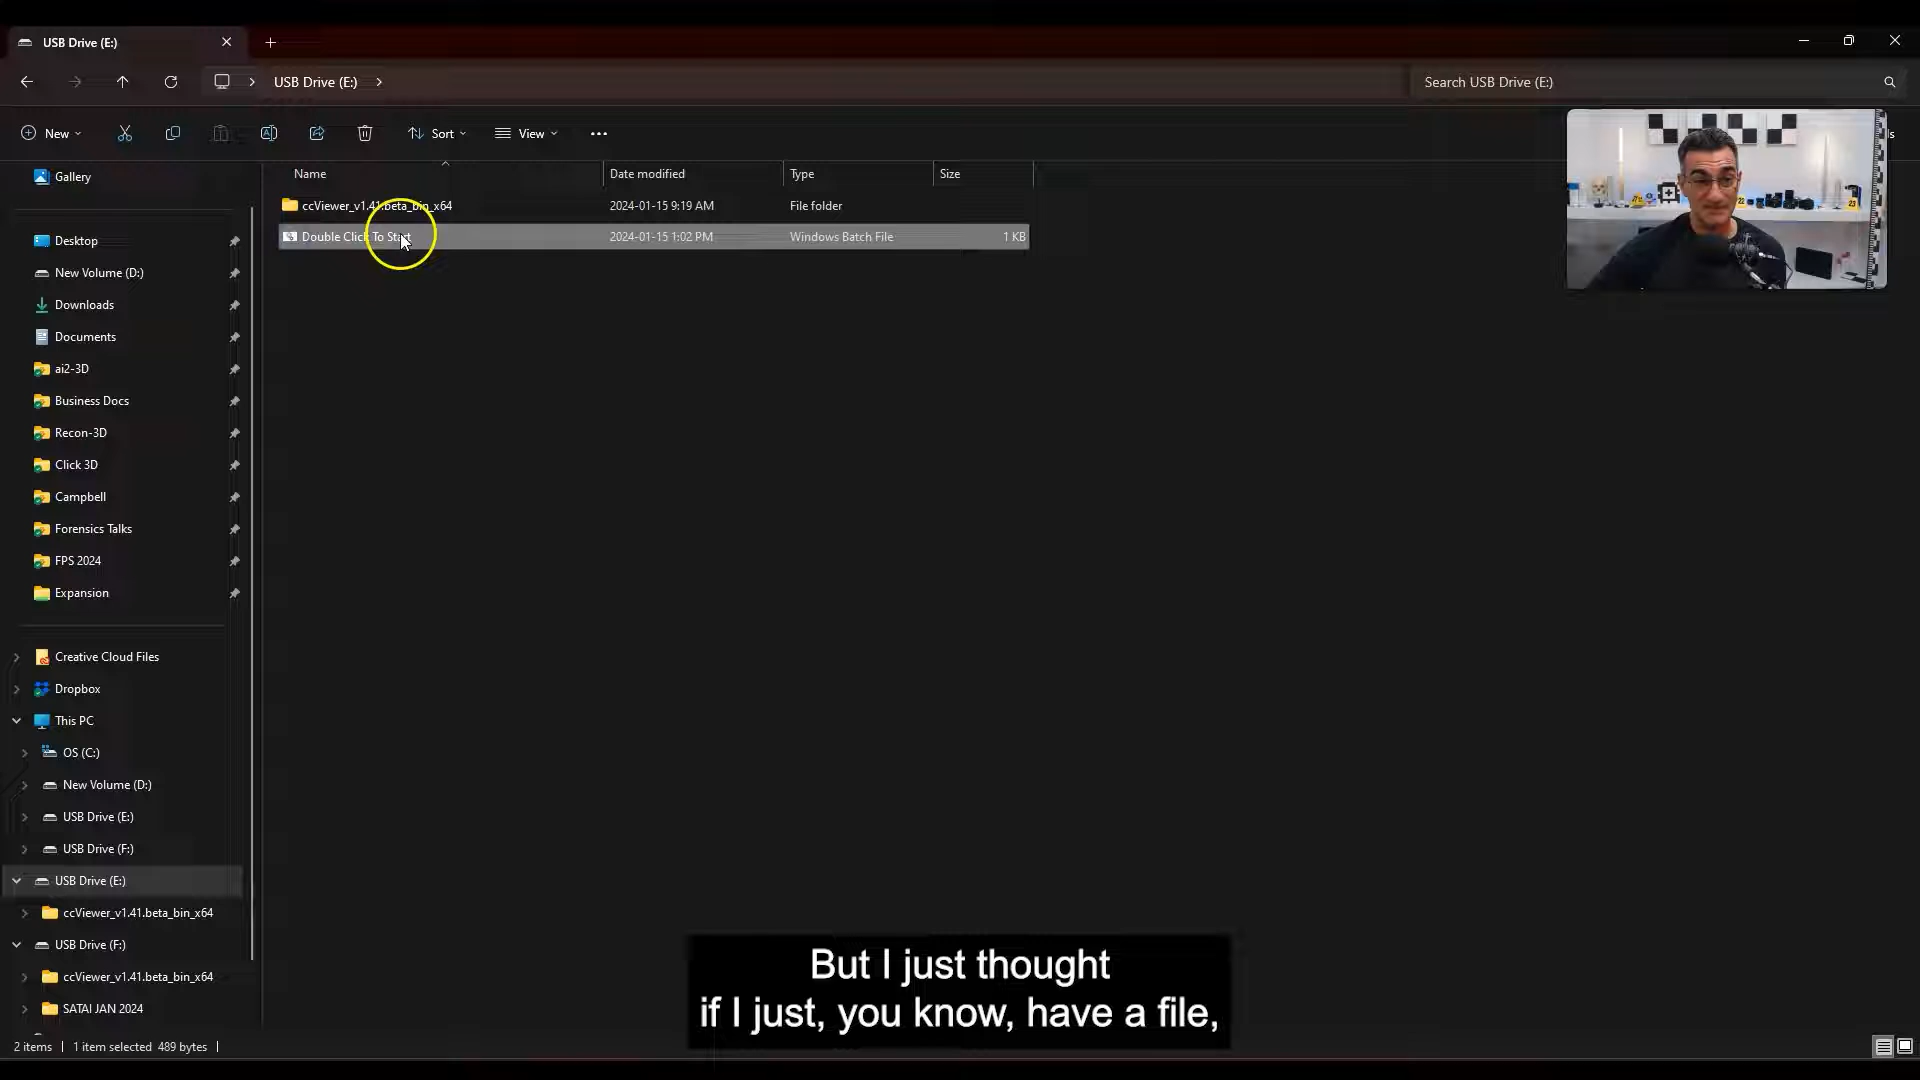 USB Drive (E:)
USB Drive (E:)
Search USB Drive (E:)
New
Sort
View
Name
Date modified
Type
Size
ccViewer_v1.41.beta_bin_x64
2024-01-15 9:19 AM
File folder
Double Click To Start
2024-01-15 1:02 PM
Windows Batch File
1 KB
Gallery
Desktop
New Volume (D:)
Downloads
Documents
ai2-3D
Business Docs
Recon-3D
Click 3D
Campbell
Forensics Talks
FPS 2024
Expansion
Creative Cloud Files
Dropbox
This PC
OS (C:)
New Volume (D:)
USB Drive (E:)
USB Drive (F:)
USB Drive (E:)
ccViewer_v1.41.beta_bin_x64
USB Drive (F:)
ccViewer_v1.41.beta_bin_x64
SATAI JAN 2024
But I just thought
if I just, you know, have a file,
2 items
1 item selected 489 bytes